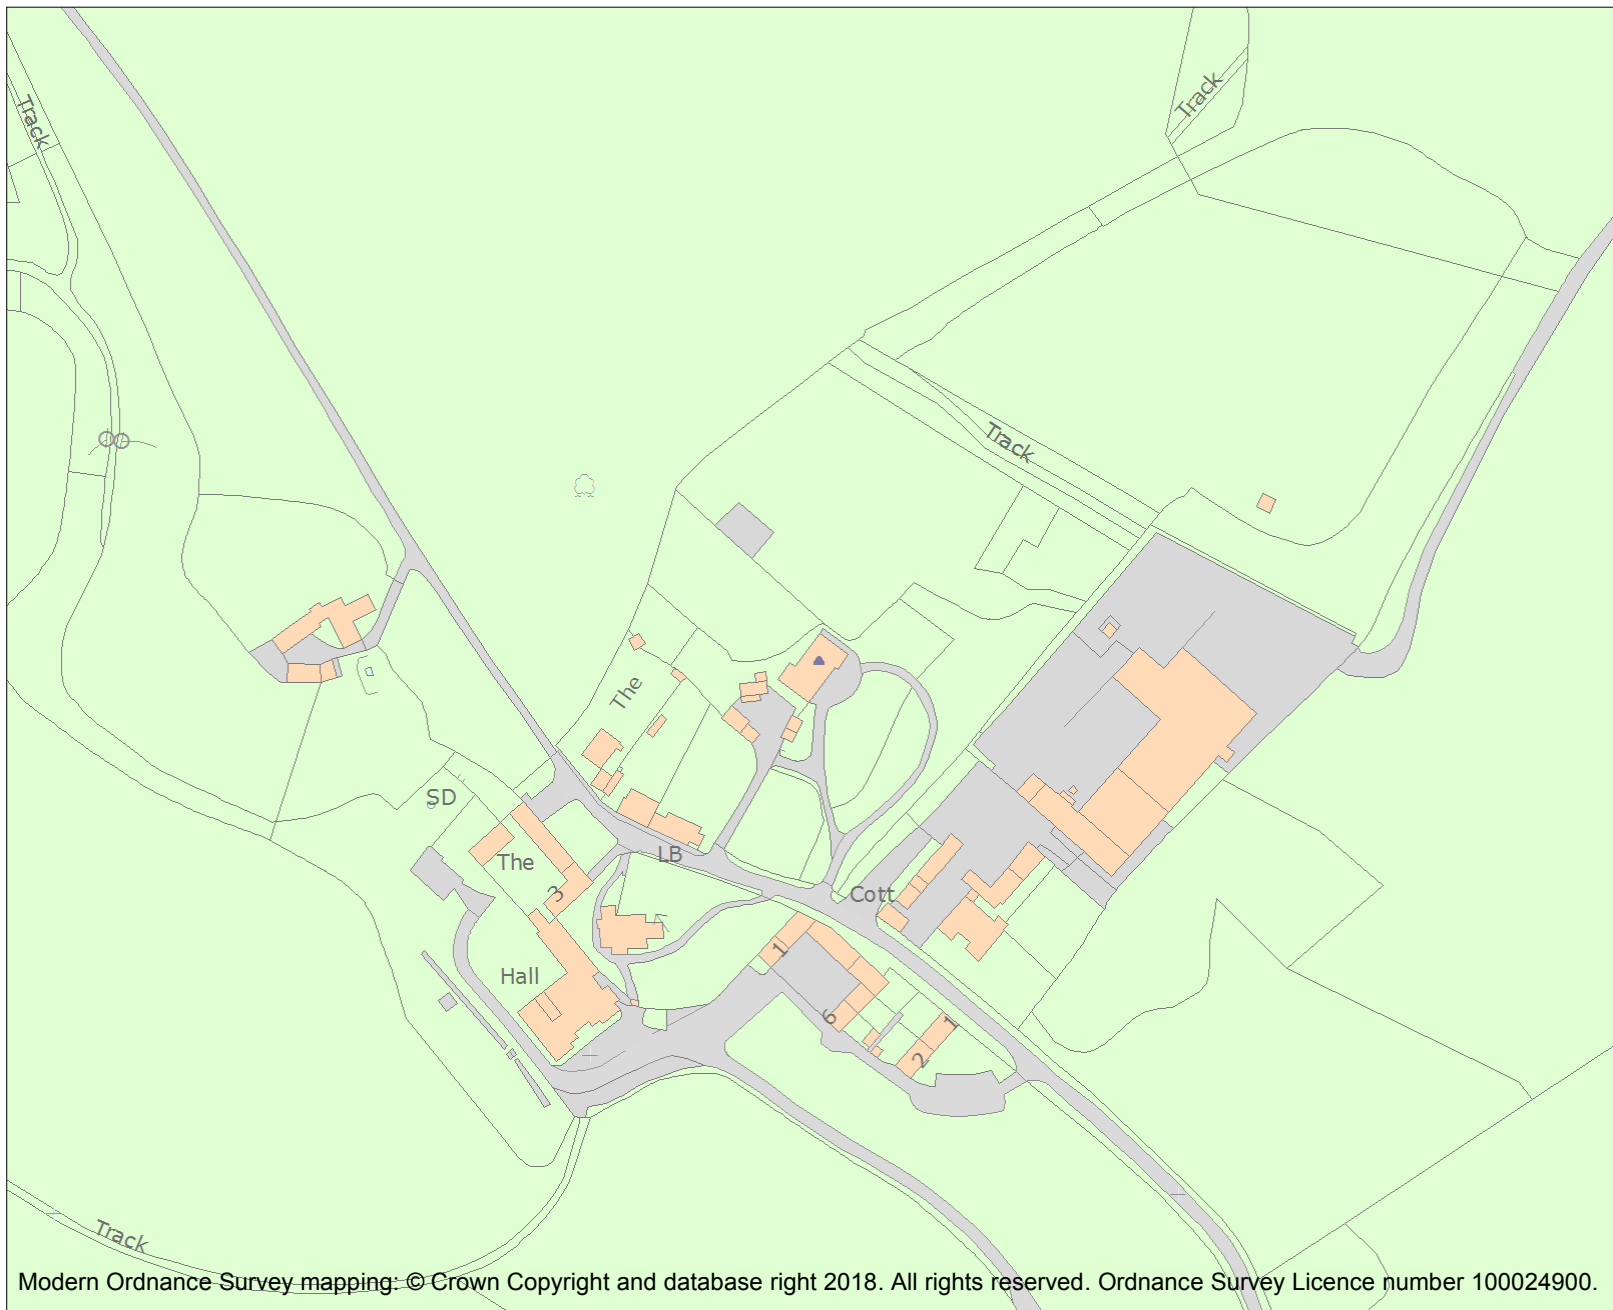 Track
Track
Track
The
SD
The
LB
3
Cott
Hall
1
6
1
2
Track
Modern Ordnance Survey mapping: © Crown Copyright and database right 2018. All rights reserved. Ordnance Survey Licence number 100024900.